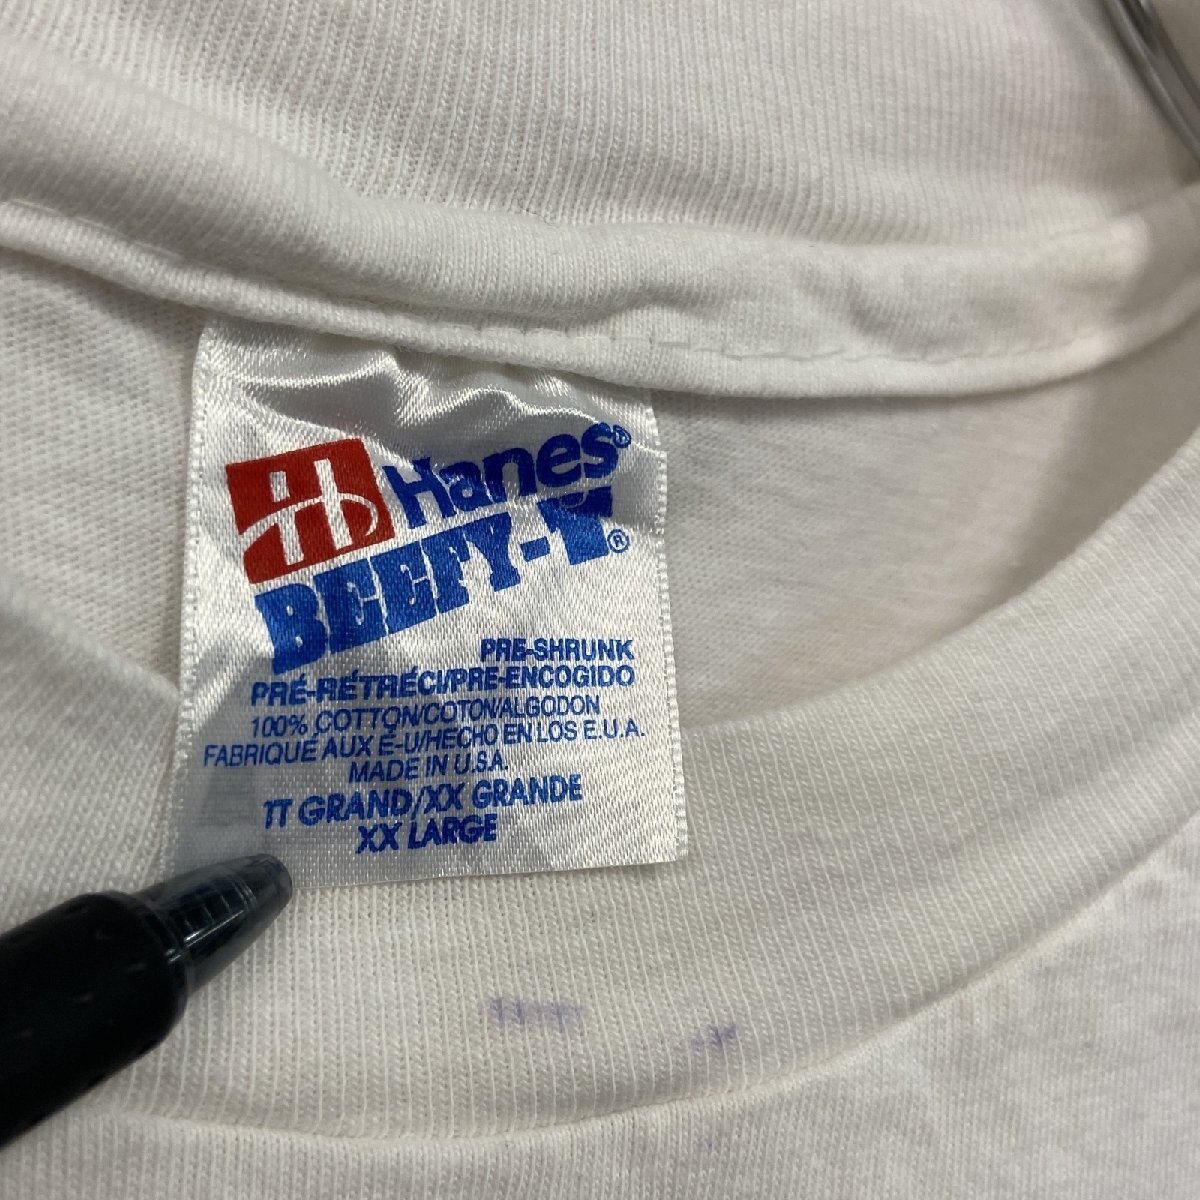 Hanes®
BEEFY-T®
PRE-SHRUNK
PRÉ-RÉTRÉCI/PRE-ENCOGIDO
100% COTTON/COTON/ALGODON
FABRIQUÉ AUX É-U/HECHO EN LOS E.U.A.
MADE IN U.S.A.
TT GRAND/XX GRANDE
XX LARGE